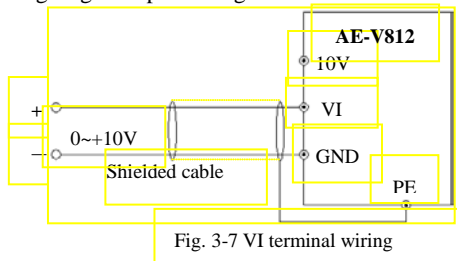 AE-V812
10V
+
VI
0~+10V
−
GND
Shielded cable
PE
Fig. 3-7 VI terminal wiring